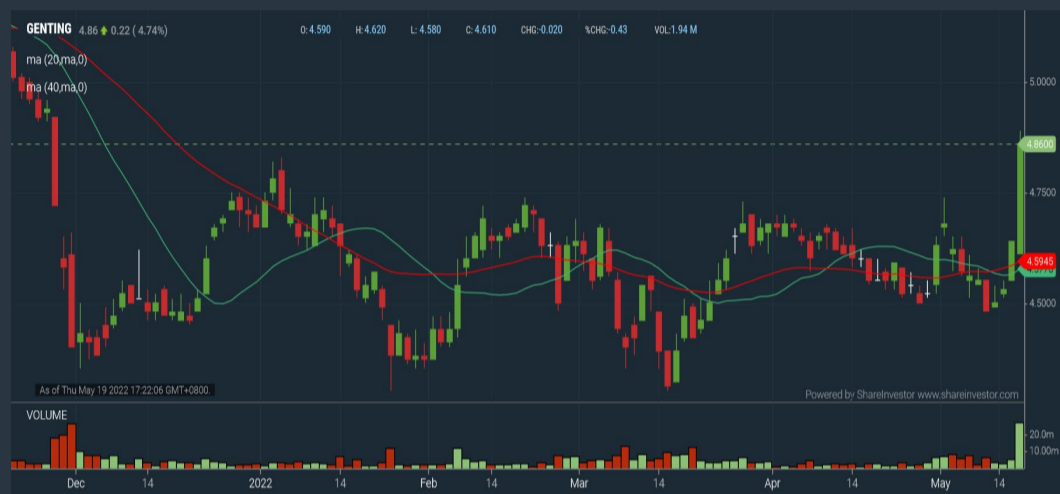 GENTING 4.86 0.22 ( 4.74%) O: 4.590 H: 4.620 L: 4.580 C: 4.610 CHG:-0.020 %CHG:-0.43 VOL:1.94 M
ma (20,ma,0)
ma (40,ma,0)
5.0000
4.8600
4.7500
4.5945
4.5000
As of Thu May 19 2022 17:22:06 GMT+0800.
Powered by ShareInvestor www.shareinvestor.com
VOLUME
20.0m
10.00m
Dec 14 2022 14 Feb 14 Mar 14 Apr 14 May 14